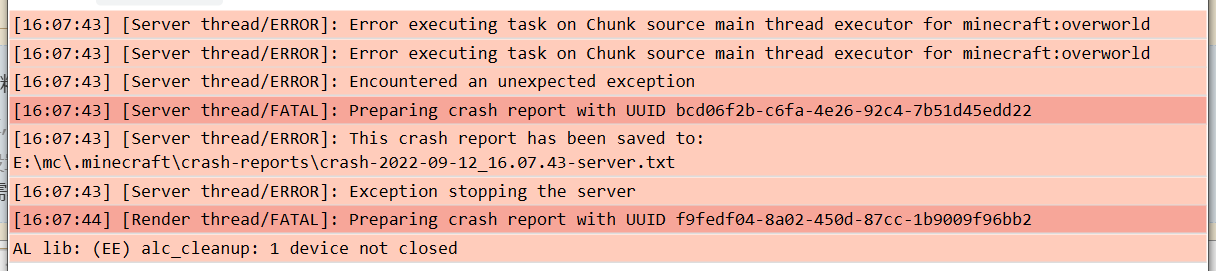 [16:07:43] [Server thread/ERROR]: Error executing task on Chunk source main thread executor for minecraft:overworld
[16:07:43] [Server thread/ERROR]: Error executing task on Chunk source main thread executor for minecraft:overworld
[16:07:43] [Server thread/ERROR]: Encountered an unexpected exception
[16:07:43] [Server thread/FATAL]: Preparing crash report with UUID bcd06f2b-c6fa-4e26-92c4-7b51d45edd22
[16:07:43] [Server thread/ERROR]: This crash report has been saved to:
E:\mc\.minecraft\crash-reports\crash-2022-09-12_16.07.43-server.txt
[16:07:43] [Server thread/ERROR]: Exception stopping the server
[16:07:44] [Render thread/FATAL]: Preparing crash report with UUID f9fedf04-8a02-450d-87cc-1b9009f96bb2
AL lib: (EE) alc_cleanup: 1 device not closed